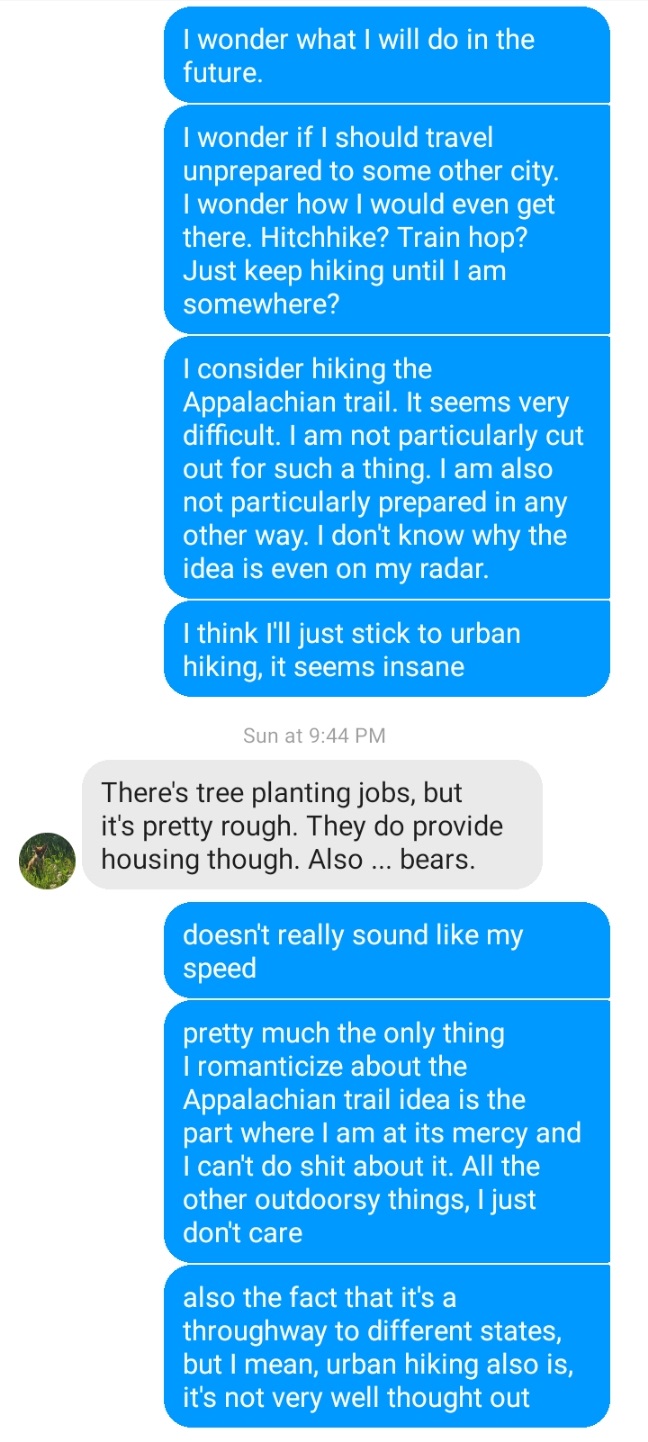 I wonder what I will do in the
future.
I wonder if I should travel
unprepared to some other city.
I wonder how I would even get
there. Hitchhike? Train hop?
Just keep hiking until I am
somewhere?
I consider hiking the
Appalachian trail. It seems very
difficult. I am not particularly cut
out for such a thing. I am also
not particularly prepared in any
other way. I don't know why the
idea is even on my radar.
I think I'll just stick to urban
hiking, it seems insane
Sun at 9:44 PM
There's tree planting jobs, but
it's pretty rough. They do provide
housing though. Also ... bears.
doesn't really sound like my
speed
pretty much the only thing
I romanticize about the
Appalachian trail idea is the
part where I am at its mercy and
I can't do shit about it. All the
other outdoorsy things, I just
don't care
also the fact that it's a
throughway to different states,
but I mean, urban hiking also is,
it's not very well thought out